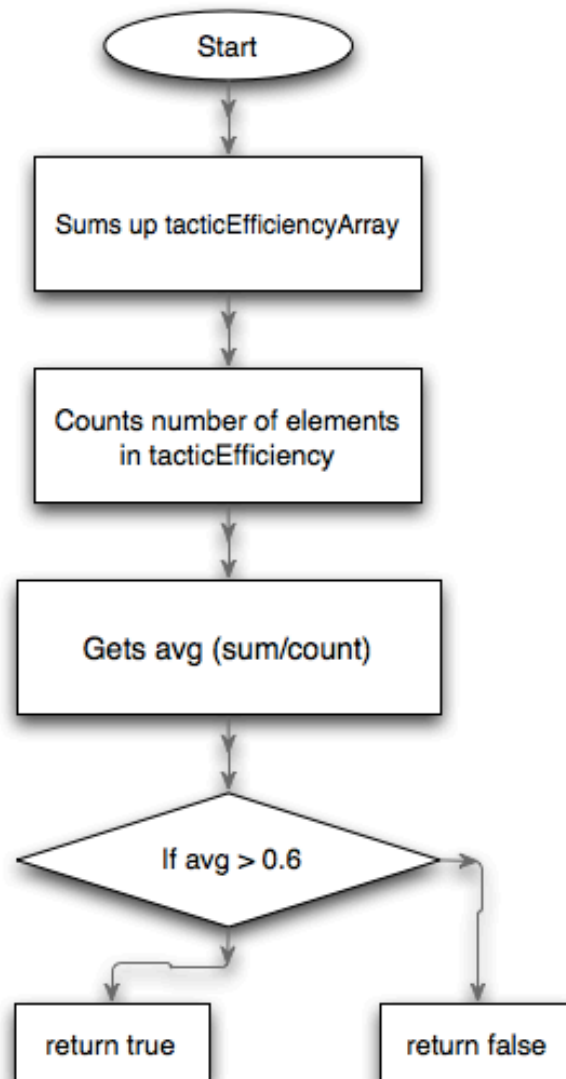 Start
Sums up tacticEfficiencyArray
Counts number of elements
in tacticEfficiency
Gets avg (sum/count)
If avg > 0.6
return true
return false